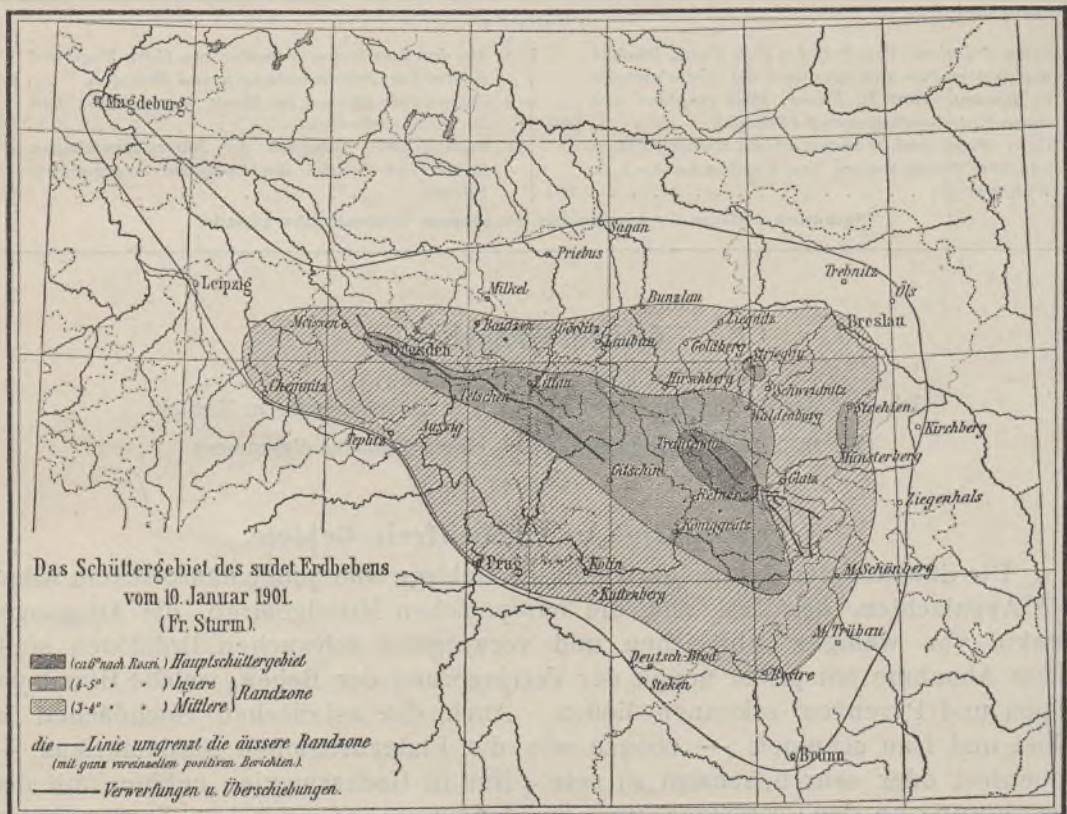 Magdeburg
Sagan
Priebus
Trebnitz
Leipzig
Milkel
Bunzlau
Öls
Meissen
Bautzen
Görlitz
Liegnitz
Breslau
Dresden
Lauban
Goldberg
Striegau
Chemnitz
Tetschen
Zittau
Hirschberg
Schweidnitz
Strehlen
Aussig
Waldenburg
Kirchberg
Teplitz
Trautenau
Münsterberg
Gitschin
Glatz
Reinerz
Ziegenhals
Königgrätz
Das Schüttergebiet des sudet. Erdbebens
Prag
Kolin
M. Schönberg
vom 10. Januar 1901.
Kuttenberg
(Fr. Sturm).
M. Trübau
(ca 6° nach Rossi.) Hauptschüttergebiet
Deutsch-Brod
(4-5° " " ) Innere
Bystre
Steken
(3-4° " " ) Mittlere
Randzone
die — Linie umgrenzt die äussere Randzone
(mit ganz vereinzelten positiven Berichten).
Brünn
— Verwerfungen u. Überschiebungen.